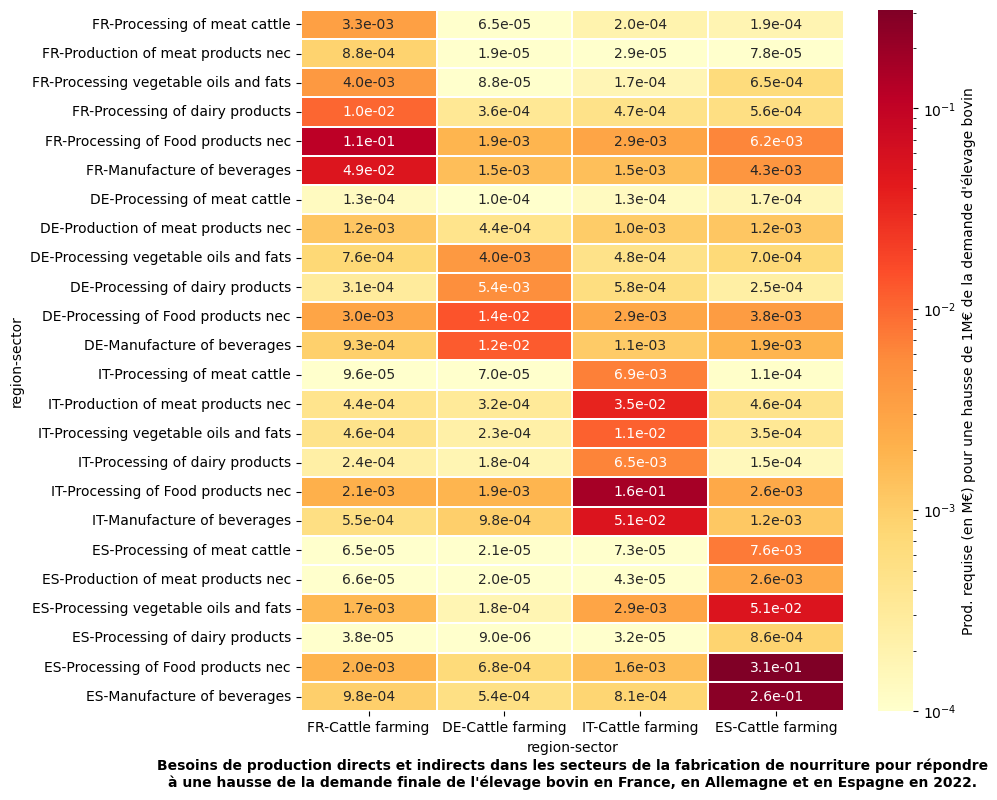 FR-Processing of meat cattle 3.3e-03 6.5e-05 2.0e-04 1.9e-04
FR-Production of meat products nec 8.8e-04 1.9e-05 2.9e-05 7.8e-05
FR-Processing vegetable oils and fats 4.0e-03 8.8e-05 1.7e-04 6.5e-04
FR-Processing of dairy products 1.0e-02 3.6e-04 4.7e-04 5.6e-04
FR-Processing of Food products nec 1.1e-01 1.9e-03 2.9e-03 6.2e-03
FR-Manufacture of beverages 4.9e-02 1.5e-03 1.5e-03 4.3e-03
DE-Processing of meat cattle 1.3e-04 1.0e-04 1.3e-04 1.7e-04
DE-Production of meat products nec 1.2e-03 4.4e-04 1.0e-03 1.2e-03
DE-Processing vegetable oils and fats 7.6e-04 4.0e-03 4.8e-04 7.0e-04
DE-Processing of dairy products 3.1e-04 5.4e-03 5.8e-04 2.5e-04
DE-Processing of Food products nec 3.0e-03 1.4e-02 2.9e-03 3.8e-03
DE-Manufacture of beverages 9.3e-04 1.2e-02 1.1e-03 1.9e-03
IT-Processing of meat cattle 9.6e-05 7.0e-05 6.9e-03 1.1e-04
IT-Production of meat products nec 4.4e-04 3.2e-04 3.5e-02 4.6e-04
IT-Processing vegetable oils and fats 4.6e-04 2.3e-04 1.1e-02 3.5e-04
IT-Processing of dairy products 2.4e-04 1.8e-04 6.5e-03 1.5e-04
IT-Processing of Food products nec 2.1e-03 1.9e-03 1.6e-01 2.6e-03
IT-Manufacture of beverages 5.5e-04 9.8e-04 5.1e-02 1.2e-03
ES-Processing of meat cattle 6.5e-05 2.1e-05 7.3e-05 7.6e-03
ES-Production of meat products nec 6.6e-05 2.0e-05 4.3e-05 2.6e-03
ES-Processing vegetable oils and fats 1.7e-03 1.8e-04 2.9e-03 5.1e-02
ES-Processing of dairy products 3.8e-05 9.0e-06 3.2e-05 8.6e-04
ES-Processing of Food products nec 2.0e-03 6.8e-04 1.6e-03 3.1e-01
ES-Manufacture of beverages 9.8e-04 5.4e-04 8.1e-04 2.6e-01
FR-Cattle farming DE-Cattle farming IT-Cattle farming ES-Cattle farming
region-sector
region-sector
10⁻¹
10⁻²
10⁻³
10⁻⁴
Prod. requise (en M€) pour une hausse de 1M€ de la demande d'élevage bovin
Besoins de production directs et indirects dans les secteurs de la fabrication de nourriture pour répondre
à une hausse de la demande finale de l'élevage bovin en France, en Allemagne et en Espagne en 2022.